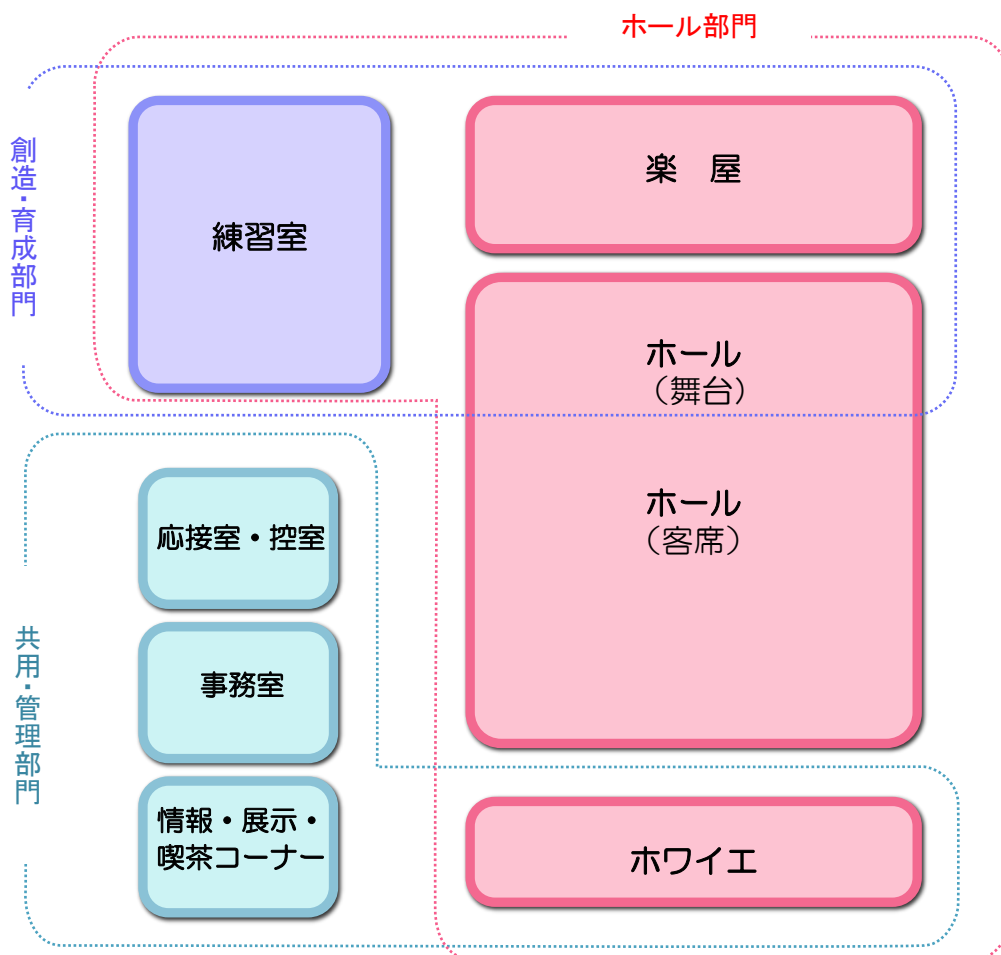 ホール部門
創造・育成部門
練習室
楽　屋
ホール
（舞台）
ホール
（客席）
共用・管理部門
応接室・控室
事務室
情報・展示・
喫茶コーナー
ホワイエ